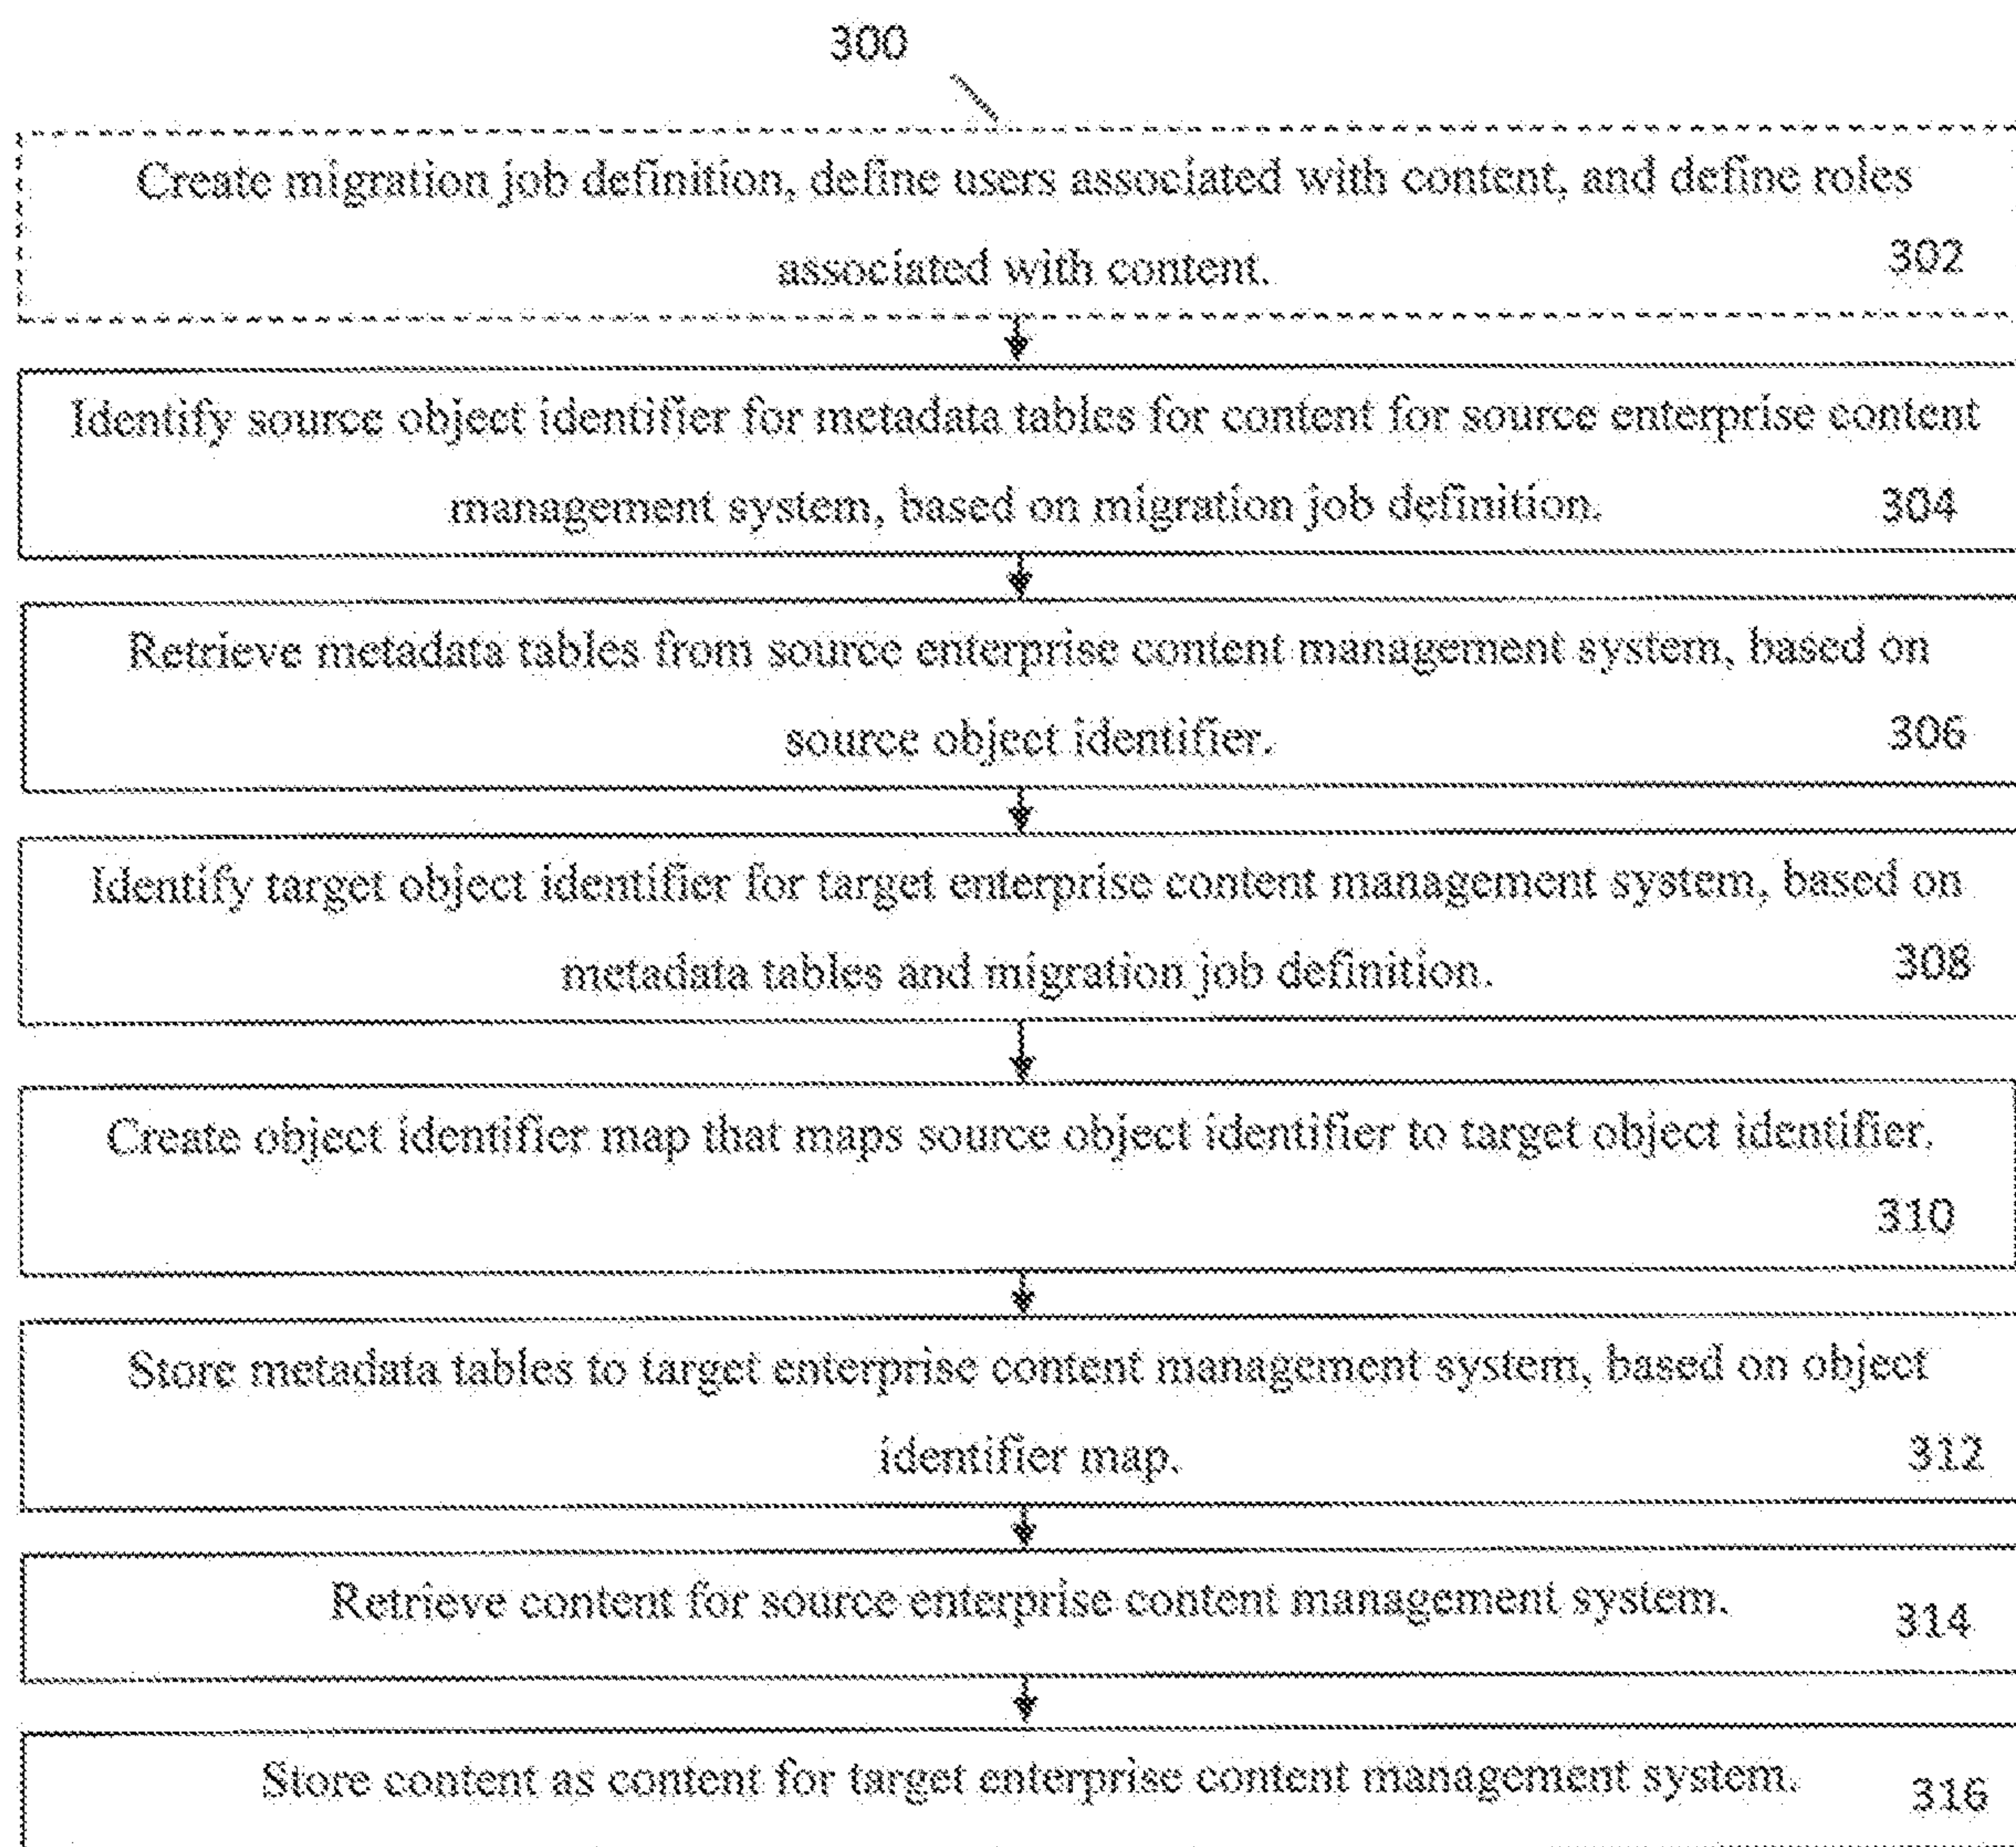 300
Create migration job definition, define users associated with content, and define roles
associated with content.
302
Identify source object identifier for metadata tables for content for source enterprise content
management system, based on migration job definition.
304
Retrieve metadata tables from source enterprise content management system, based on
source object identifier.
306
Identify target object identifier for target enterprise content management system, based on
metadata tables and migration job definition.
308
Create object identifier map that maps source object identifier to target object identifier.
310
Store metadata tables to target enterprise content management system, based on object
identifier map.
312
Retrieve content for source enterprise content management system.
314
Store content as content for target enterprise content management system.
316